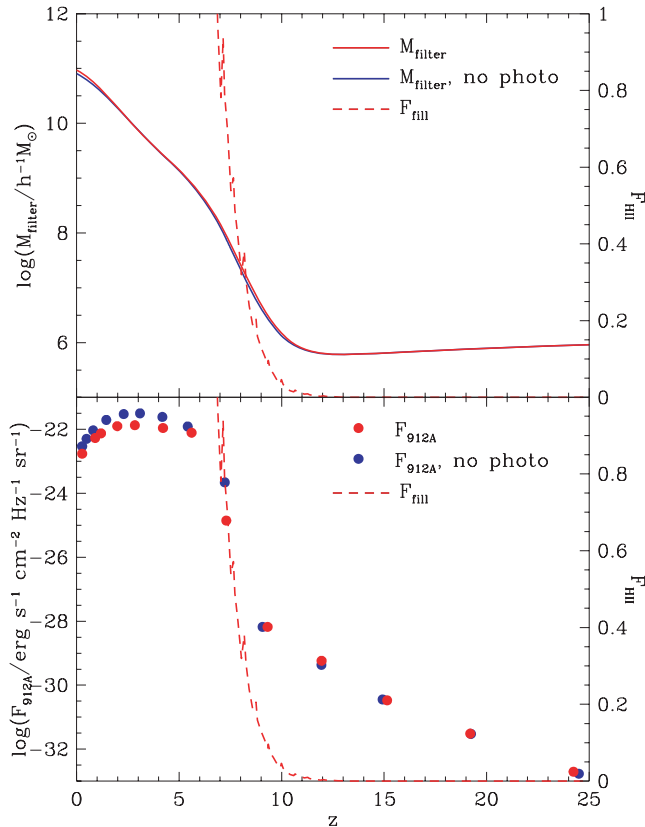 12
10
8
6
log(M_filter/h⁻¹M_⊙)
1
0.8
0.6
0.4
0.2
0
F_HII
M_filter
M_filter, no photo
F_fill
−22
−24
−26
−28
−30
−32
log(F_912A/erg s⁻¹ cm⁻² Hz⁻¹ sr⁻¹)
0.8
0.6
0.4
0.2
0
F_HII
F_912A
F_912A, no photo
F_fill
0
5
10
15
20
25
z